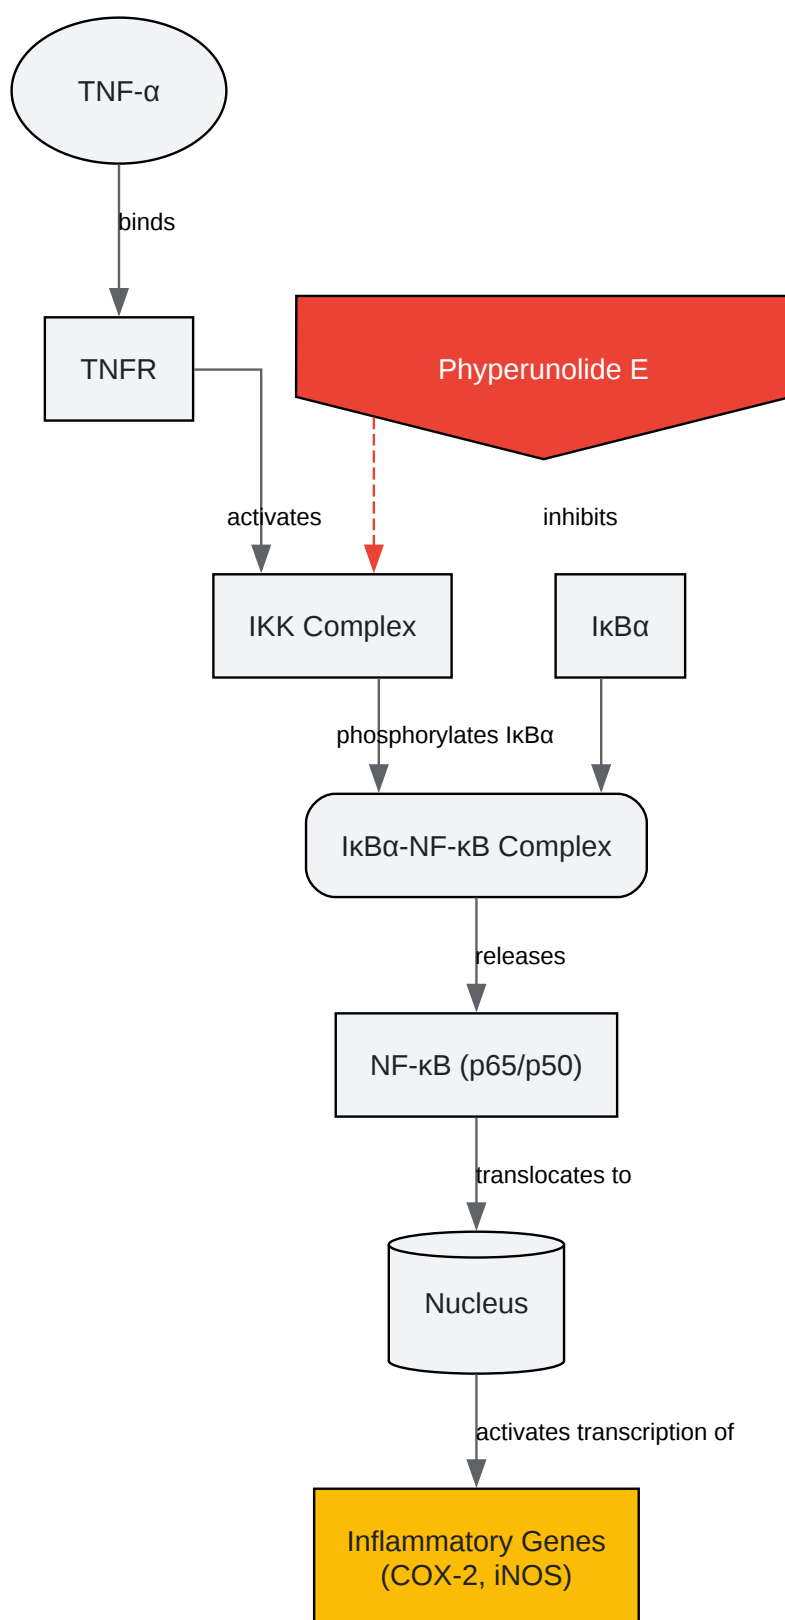 TNF-α
binds
TNFR
Phyperunolide E
activates
inhibits
IKK Complex
IκBα
phosphorylates IκBα
IκBα-NF-κB Complex
releases
NF-κB (p65/p50)
translocates to
Nucleus
activates transcription of
Inflammatory Genes
(COX-2, iNOS)